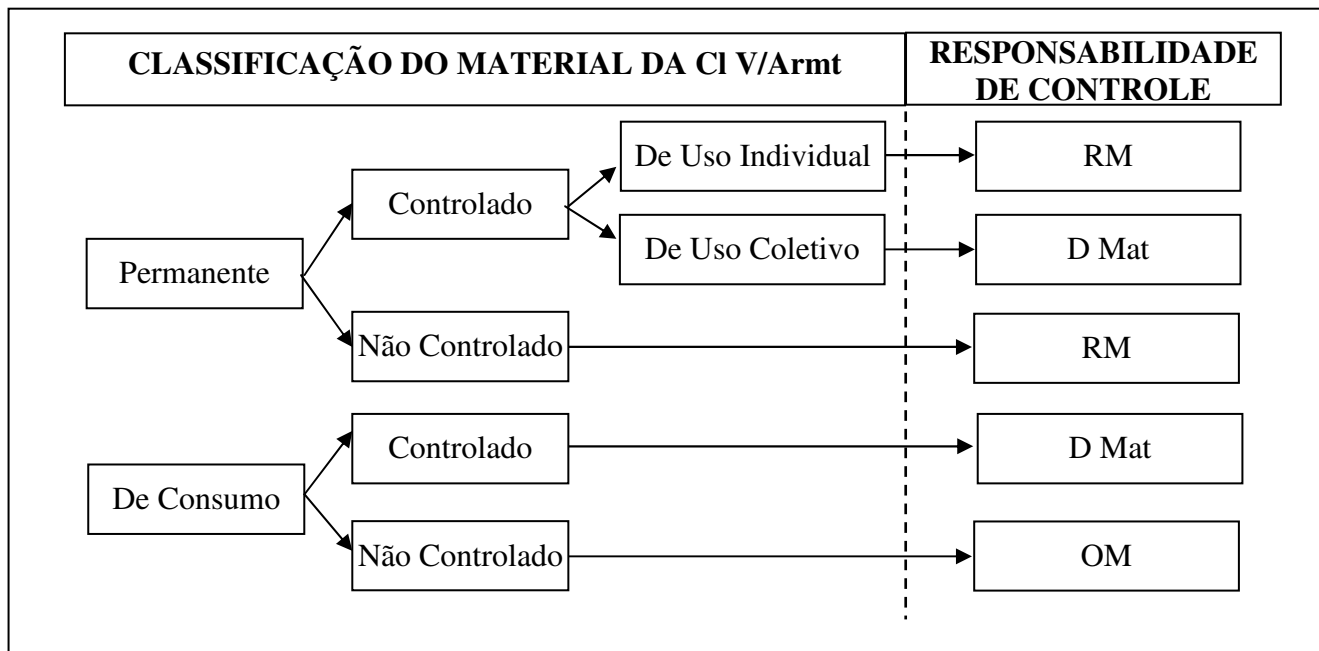 CLASSIFICAÇÃO DO MATERIAL DA Cl V/Armt
RESPONSABILIDADE
DE CONTROLE
De Uso Individual
RM
Controlado
De Uso Coletivo
D Mat
Permanente
Não Controlado
RM
Controlado
D Mat
De Consumo
Não Controlado
OM